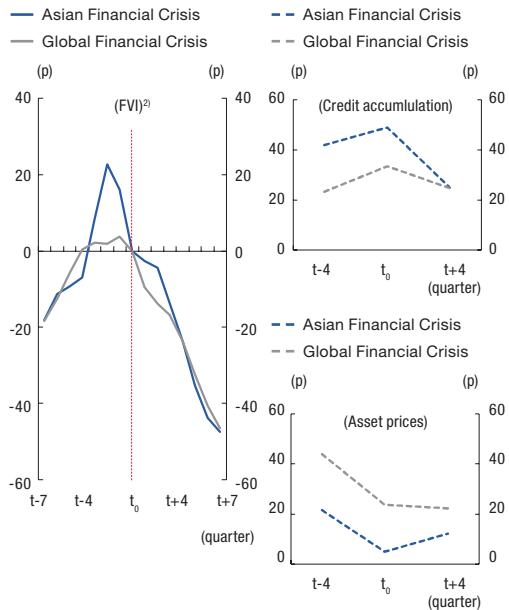 Asian Financial Crisis
Global Financial Crisis
(p) (p)
(FVI)2)
40 40
20 20
0 0
-20 -20
-40 -40
-60 -60
t-7 t-4 t0 t+4 t+7
(quarter)
Asian Financial Crisis
Global Financial Crisis
(p) (p)
(Credit accumlulation)
60 60
40 40
20 20
0 0
t-4 t0 t+4
(quarter)
Asian Financial Crisis
Global Financial Crisis
(p) (p)
(Asset prices)
60 60
40 40
20 20
0 0
t-4 t0 t+4
(quarter)